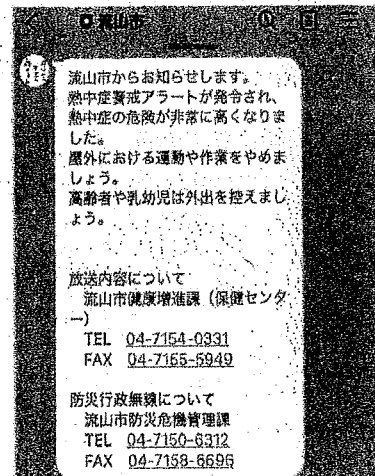 流山市
流山市からお知らせします。
熱中症警戒アラートが発令され、
熱中症の危険が非常に高くなりま
した。
屋外における運動や作業をやめま
しょう。
高齢者や乳幼児は外出を控えまし
ょう。
放送内容について
流山市健康増進課（保健センタ
ー）
TEL 04-7154-0331
FAX 04-7155-5949
防災行政無線について
流山市防災危機管理課
TEL 04-7150-6312
FAX 04-7158-6696